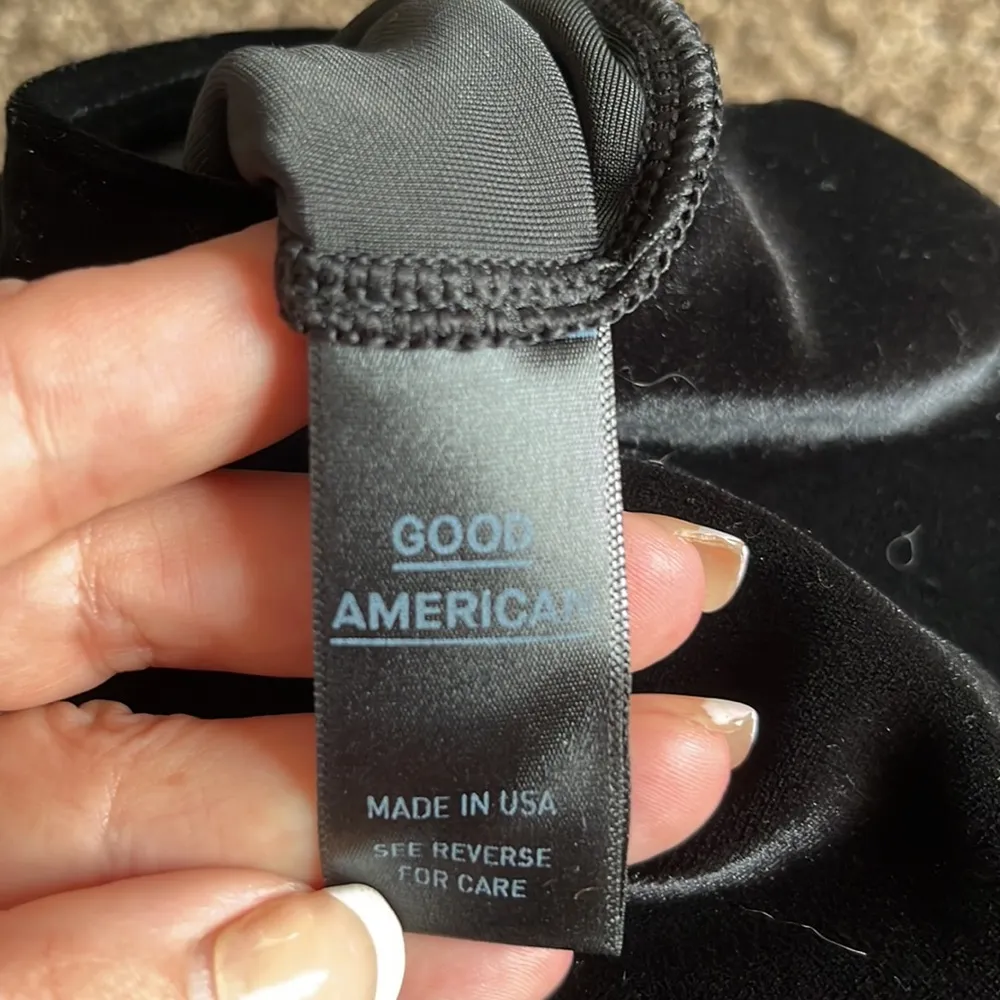 GOOD
AMERICAN
MADE IN USA
SEE REVERSE
FOR CARE